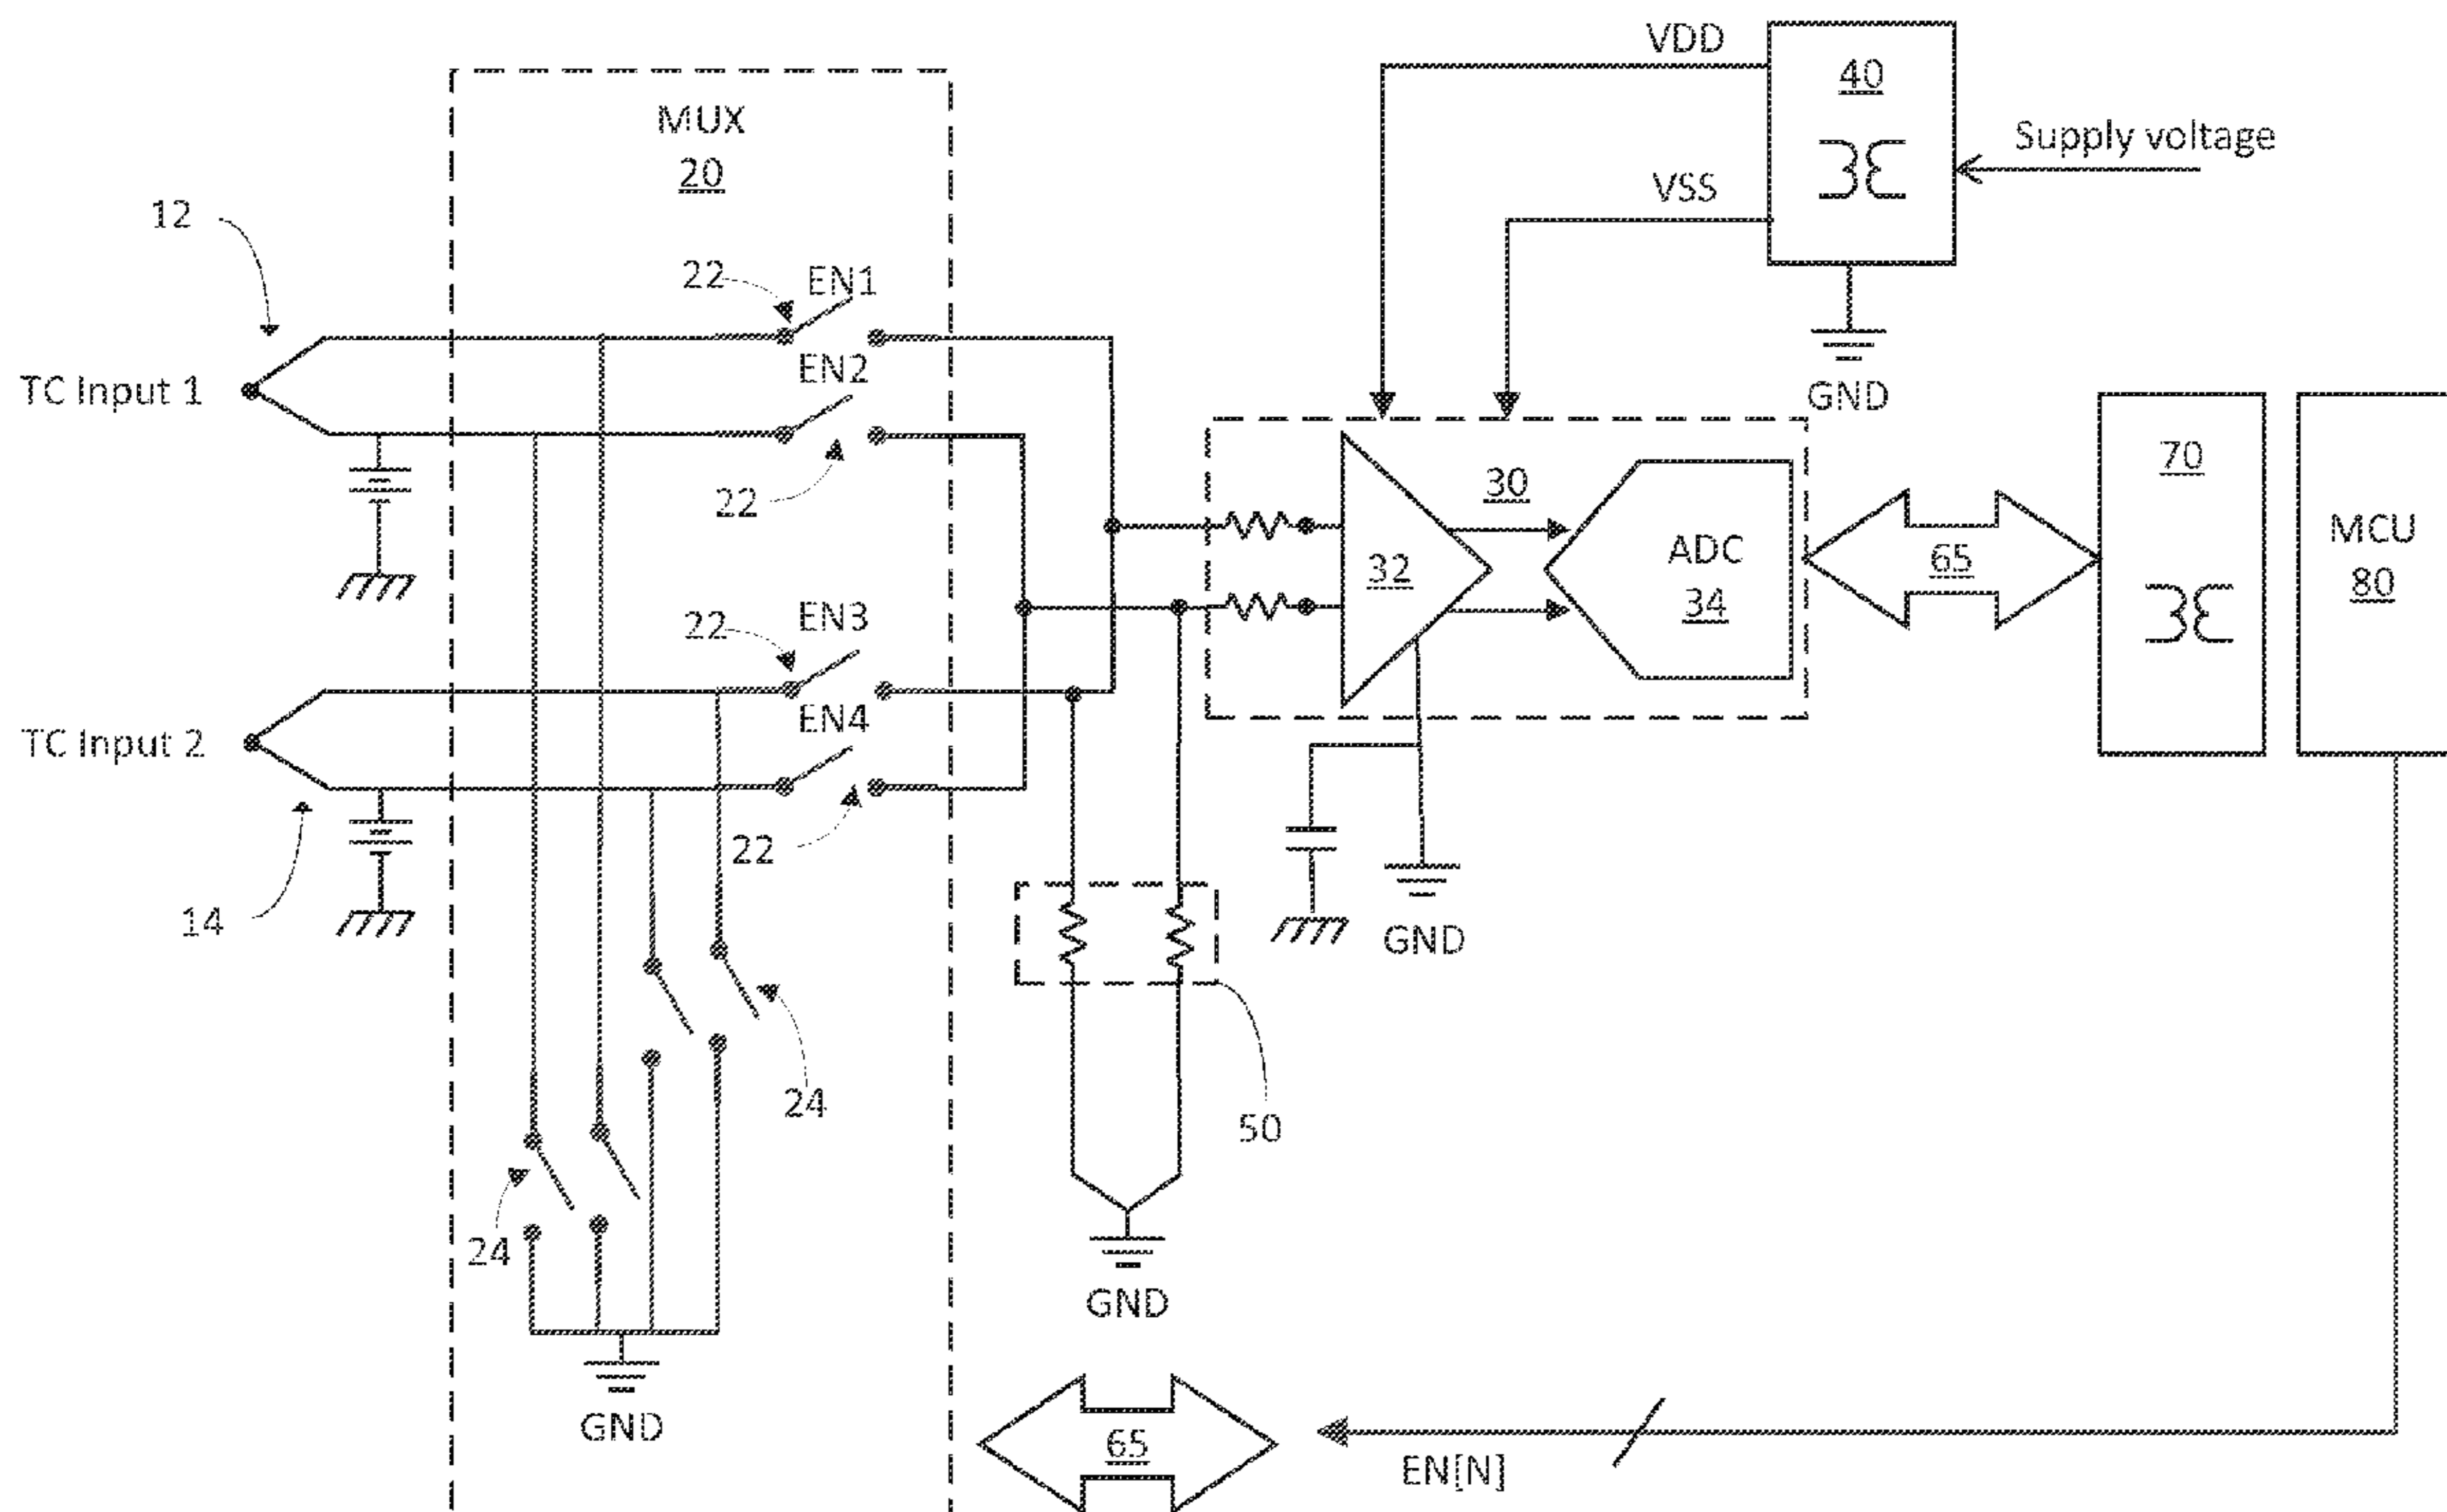 VDD
40
Supply voltage
MUX
20
VSS
12
22
EN1
GND
TC Input 1
EN2
22
30
70
MCU
80
ADC
34
32
65
22
EN3
TC Input 2
EN4
22
14
GND
24
50
24
GND
GND
65
EN[N]